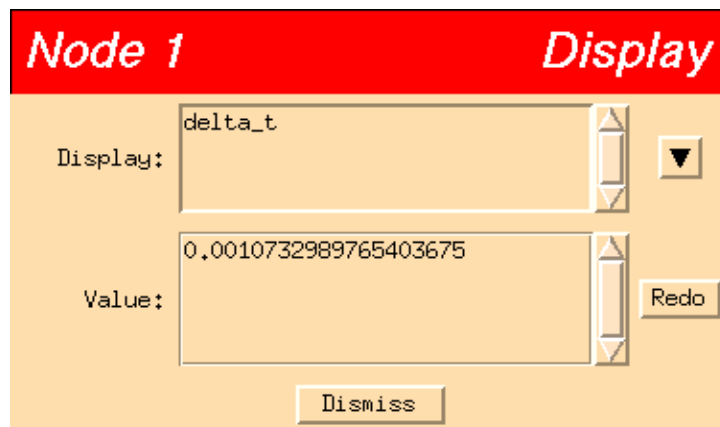 Node 1 Display
Display: delta_t
Value: 0.0010732989765403675
Redo
Dismiss